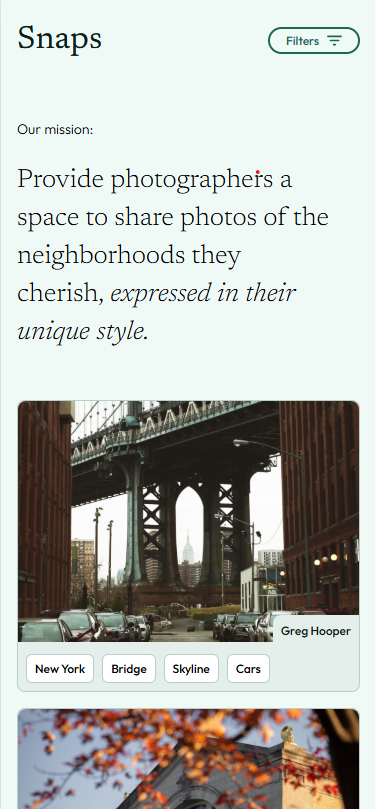 Snaps
Filters
Our mission:
Provide photographers a
space to share photos of the
neighborhoods they
cherish, expressed in their
unique style.
Greg Hooper
New York
Bridge
Skyline
Cars